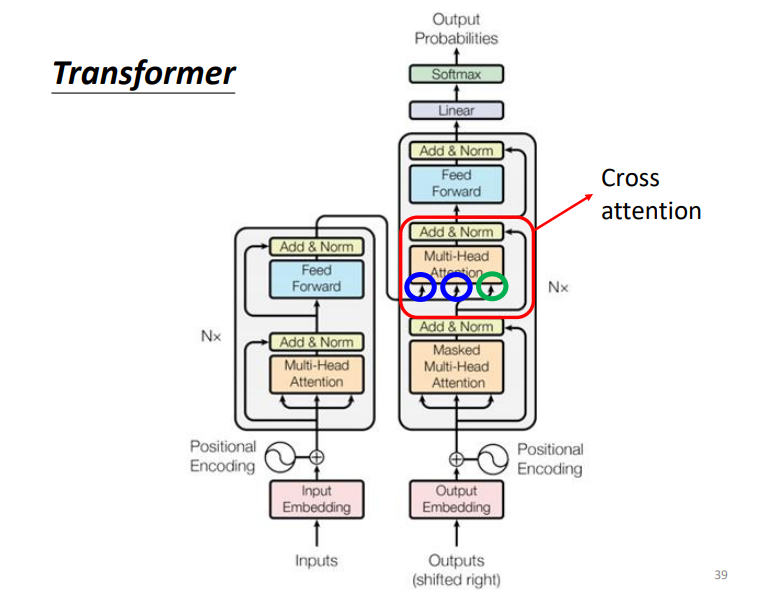 Transformer
Output
Probabilities
Softmax
Linear
Add & Norm
Feed
Forward
Add & Norm
Multi-Head
Attention
Cross
attention
Nx
Add & Norm
Masked
Multi-Head
Attention
Add & Norm
Feed
Forward
Nx
Add & Norm
Multi-Head
Attention
Positional
Encoding
Positional
Encoding
Input
Embedding
Output
Embedding
Inputs
Outputs
(shifted right)
39